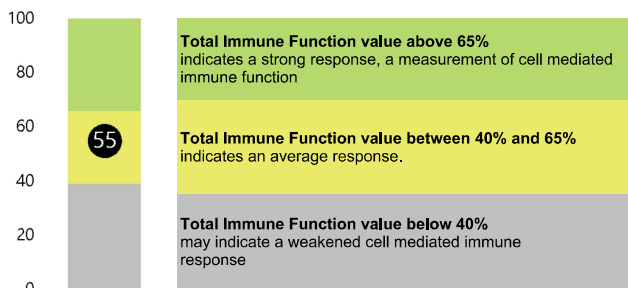 100
80
60
40
20
0
55
Total Immune Function value above 65%
indicates a strong response, a measurement of cell mediated
immune function
Total Immune Function value between 40% and 65%
indicates an average response.
Total Immune Function value below 40%
may indicate a weakened cell mediated immune
response